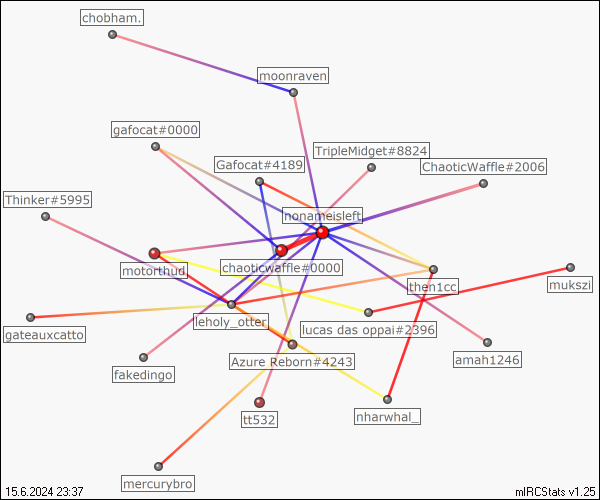 chobham.
moonraven
gafocat#0000
TripleMidget#8824
Gafocat#4189
ChaoticWaffle#2006
Thinker#5995
nonameisleft
chaoticwaffle#0000
motorthud
then1cc
mukszi
leholy_otter
lucas das oppai#2396
gateauxcatto
Azure Reborn#4243
amah1246
fakedingo
tt532
nharwhal_
mercurybro
15.6.2024 23:37
mIRCStats v1.25